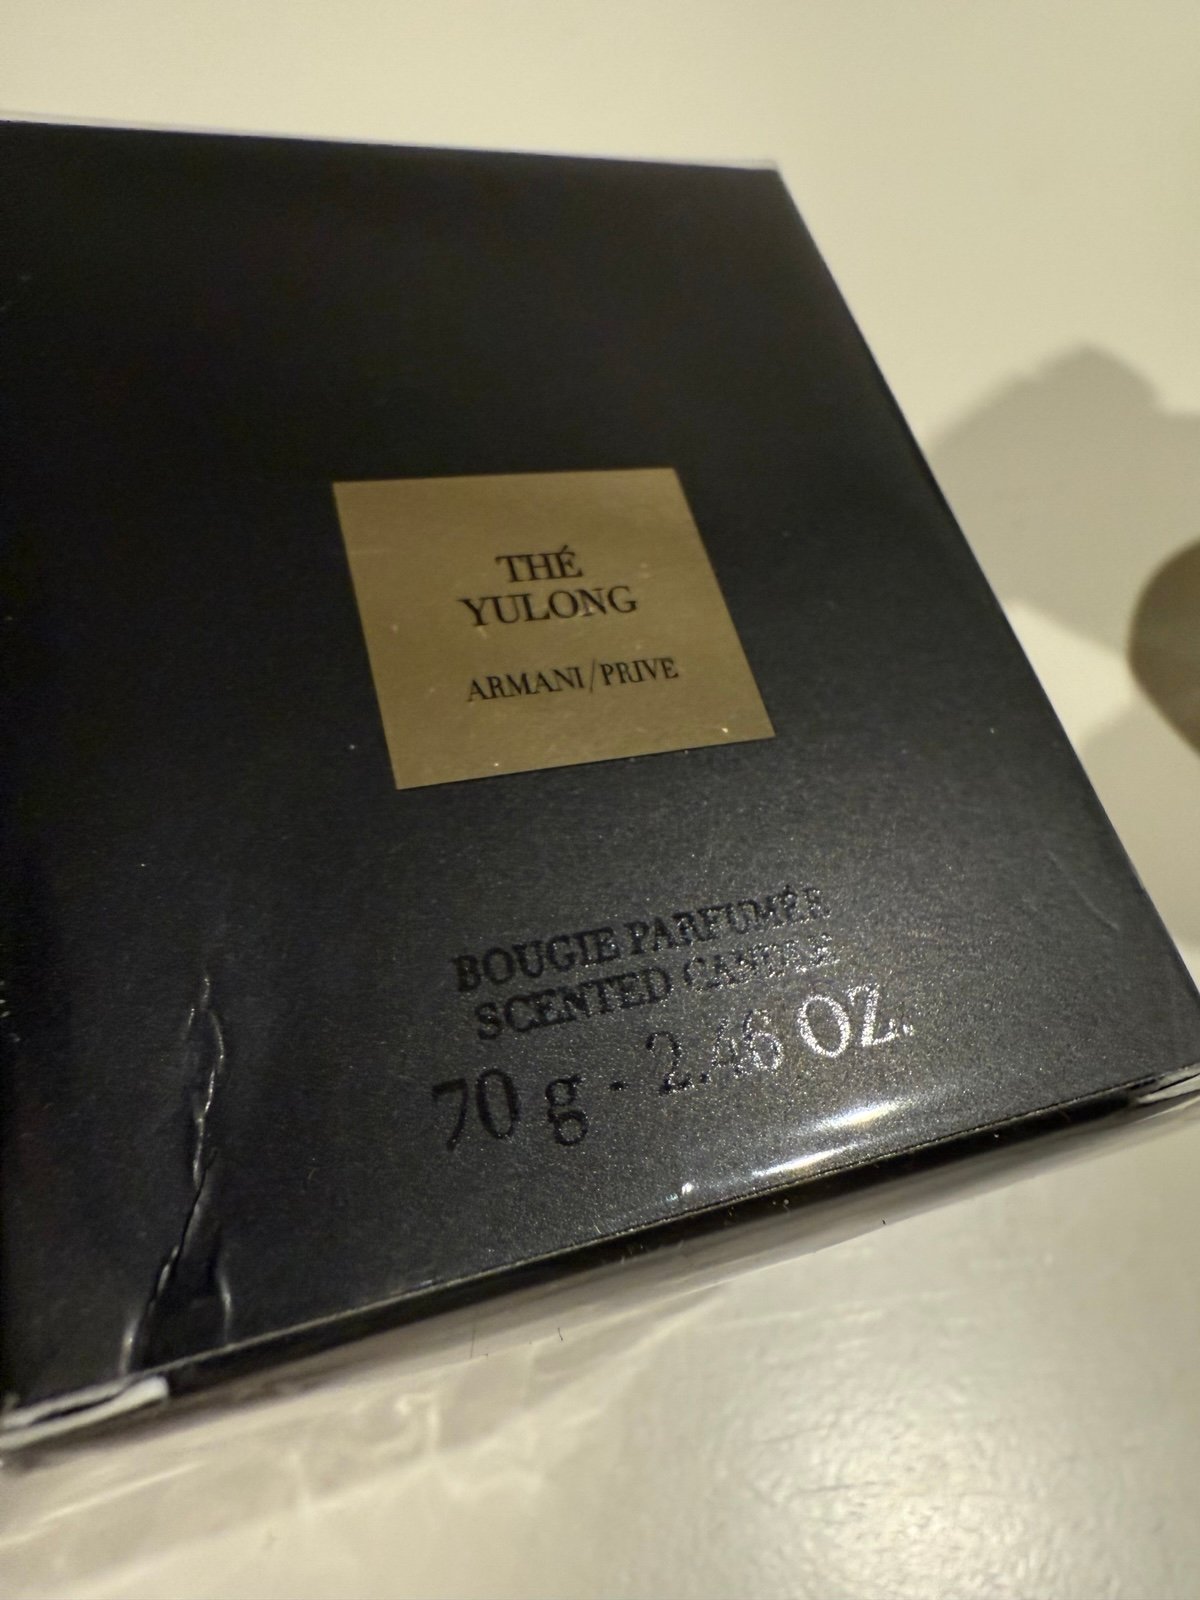 THÉ
YULONG
ARMANI/PRIVE
BOUGIE PARFUMÉE
SCENTED CANDLE
70 g - 2.46 OZ.